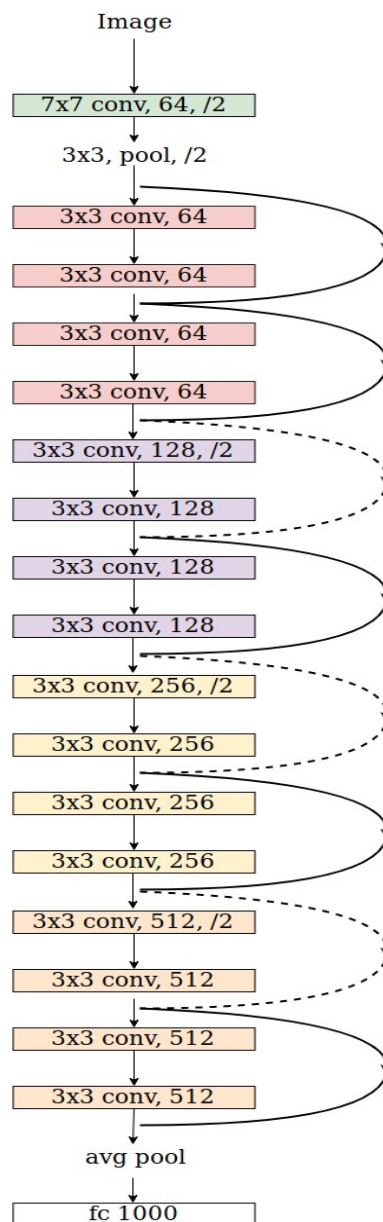 Image
7x7 conv, 64, /2
3x3, pool, /2
3x3 conv, 64
3x3 conv, 64
3x3 conv, 64
3x3 conv, 64
3x3 conv, 128, /2
3x3 conv, 128
3x3 conv, 128
3x3 conv, 128
3x3 conv, 256, /2
3x3 conv, 256
3x3 conv, 256
3x3 conv, 256
3x3 conv, 512, /2
3x3 conv, 512
3x3 conv, 512
3x3 conv, 512
avg pool
fc 1000